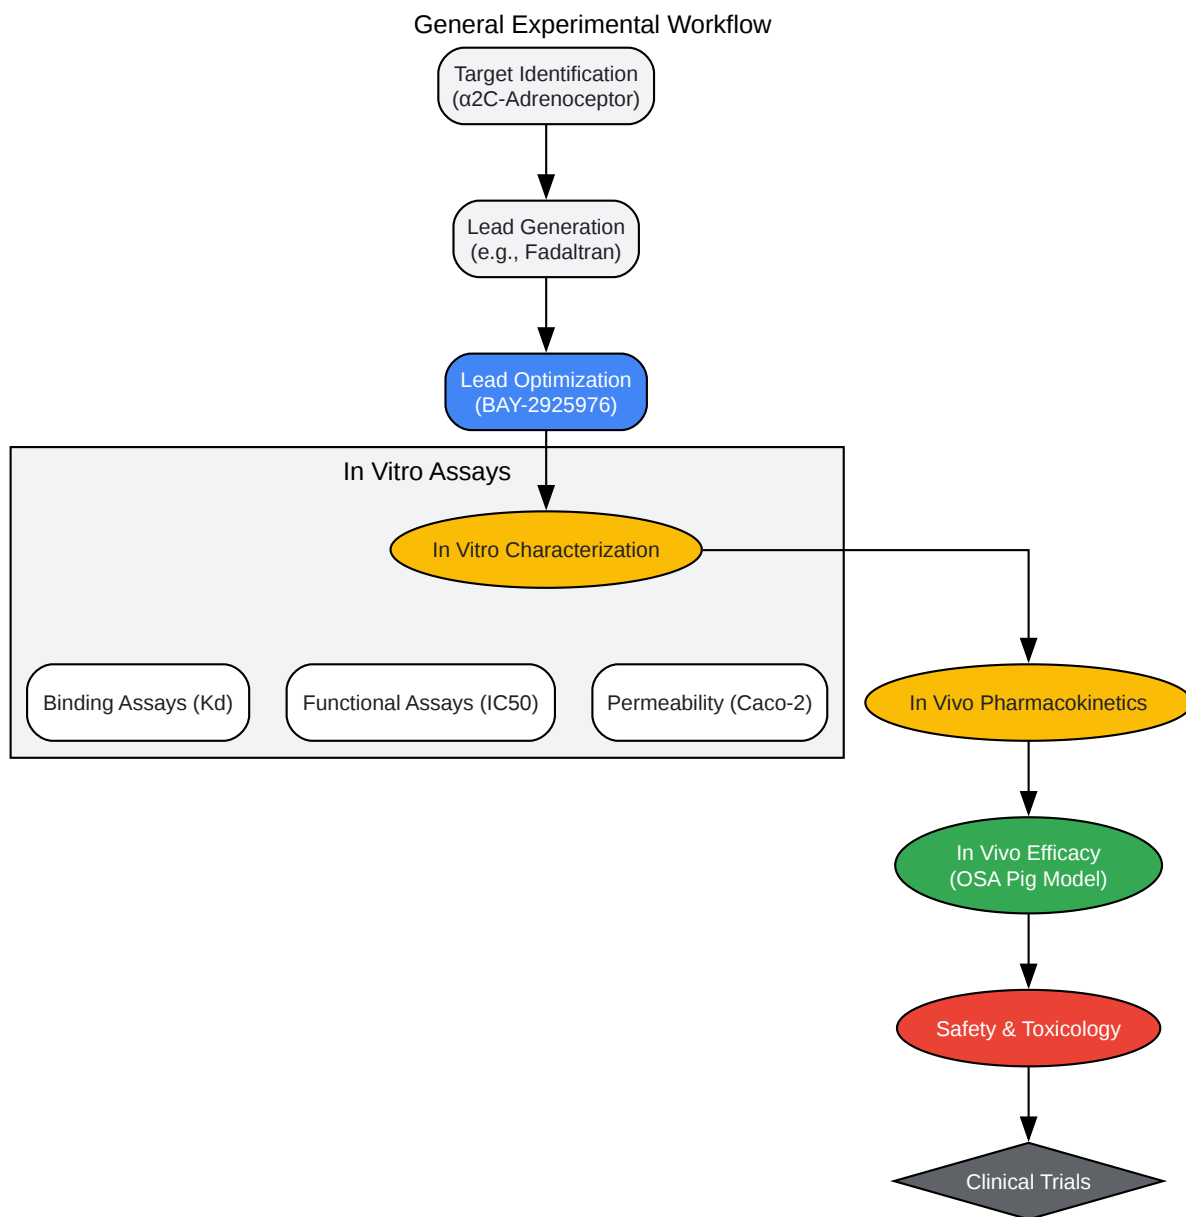 General Experimental Workflow
Target Identification
(α2C-Adrenoceptor)
Lead Generation
(e.g., Fadaltran)
Lead Optimization
(BAY-2925976)
In Vitro Assays
In Vitro Characterization
Binding Assays (Kd)
Functional Assays (IC50)
Permeability (Caco-2)
In Vivo Pharmacokinetics
In Vivo Efficacy
(OSA Pig Model)
Safety & Toxicology
Clinical Trials